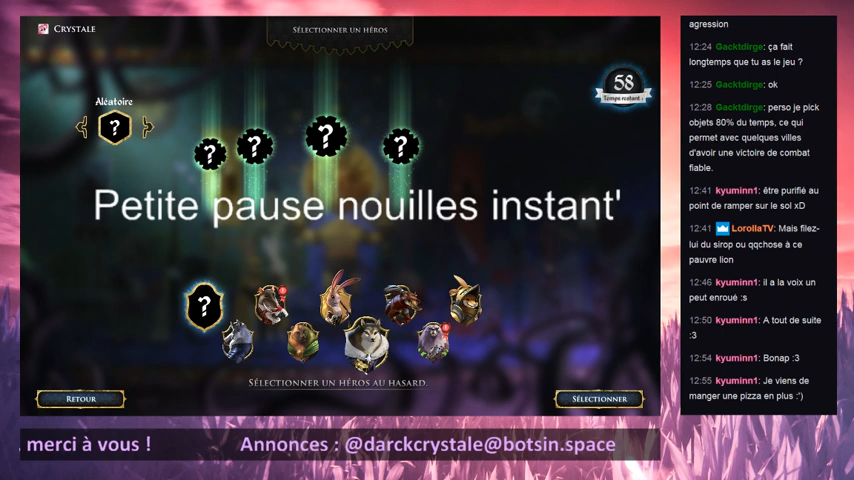 CRYSTALE
SÉLECTIONNER UN HÉROS
58
Temps restant :
Aléatoire
?
? ? ? ?
Petite pause nouilles instant'
?
SÉLECTIONNER UN HÉROS AU HASARD.
RETOUR
SÉLECTIONNER
. merci à vous !
Annonces : @darckcrystale@botsin.space
agression
12:24 Gacktdirge: ça fait
longtemps que tu as le jeu ?
12:25 Gacktdirge: ok
12:28 Gacktdirge: perso je pick
objets 80% du temps, ce qui
permet avec quelques villes
d'avoir une victoire de combat
fiable.
12:41 kyuminn1: être purifié au
point de ramper sur le sol xD
12:41 LorollaTV: Mais filez-
lui du sirop ou qqchose à ce
pauvre lion
12:46 kyuminn1: il a la voix un
peut enroué :s
12:50 kyuminn1: A tout de suite
:3
12:54 kyuminn1: Bonap :3
12:55 kyuminn1: Je viens de
manger une pizza en plus :')